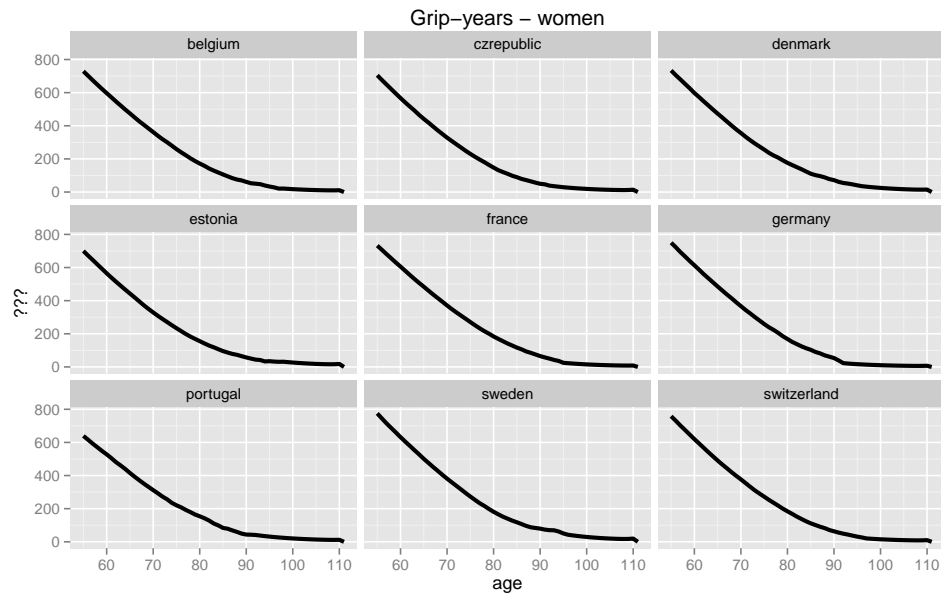 Grip−years − women
belgium czrepublic denmark
800
600
400
200
0
estonia france germany
800
600
400
200
0
portugal sweden switzerland
800
600
400
200
0
60 70 80 90 100 110 60 70 80 90 100 110 60 70 80 90 100 110
age
???